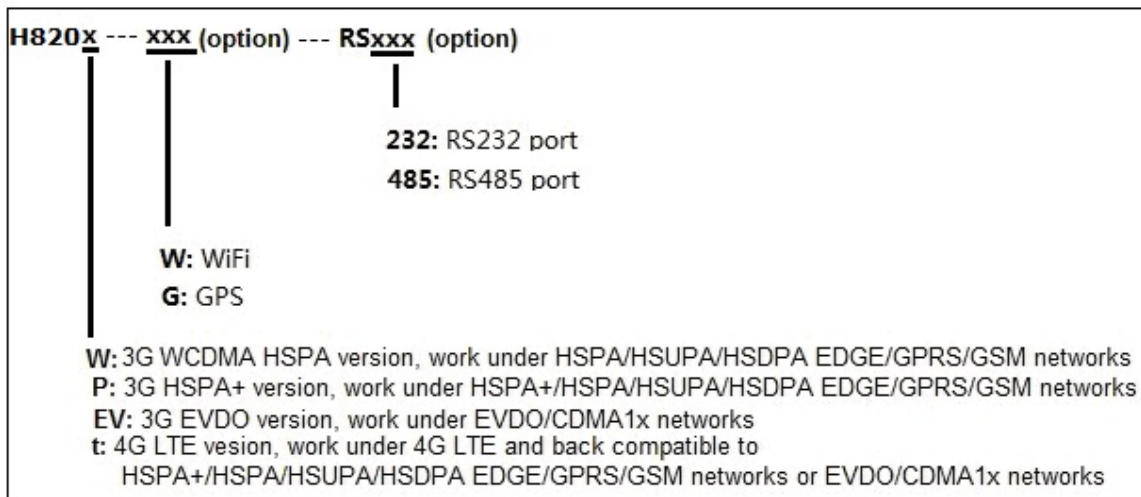 H820x --- xxx (option) --- RSxxx (option)
232: RS232 port
485: RS485 port
W: WiFi
G: GPS
W: 3G WCDMA HSPA version, work under HSPA/HSUPA/HSDPA EDGE/GPRS/GSM networks
P: 3G HSPA+ version, work under HSPA+/HSPA/HSUPA/HSDPA EDGE/GPRS/GSM networks
EV: 3G EVDO version, work under EVDO/CDMA1x networks
t: 4G LTE vesion, work under 4G LTE and back compatible to
HSPA+/HSPA/HSUPA/HSDPA EDGE/GPRS/GSM networks or EVDO/CDMA1x networks